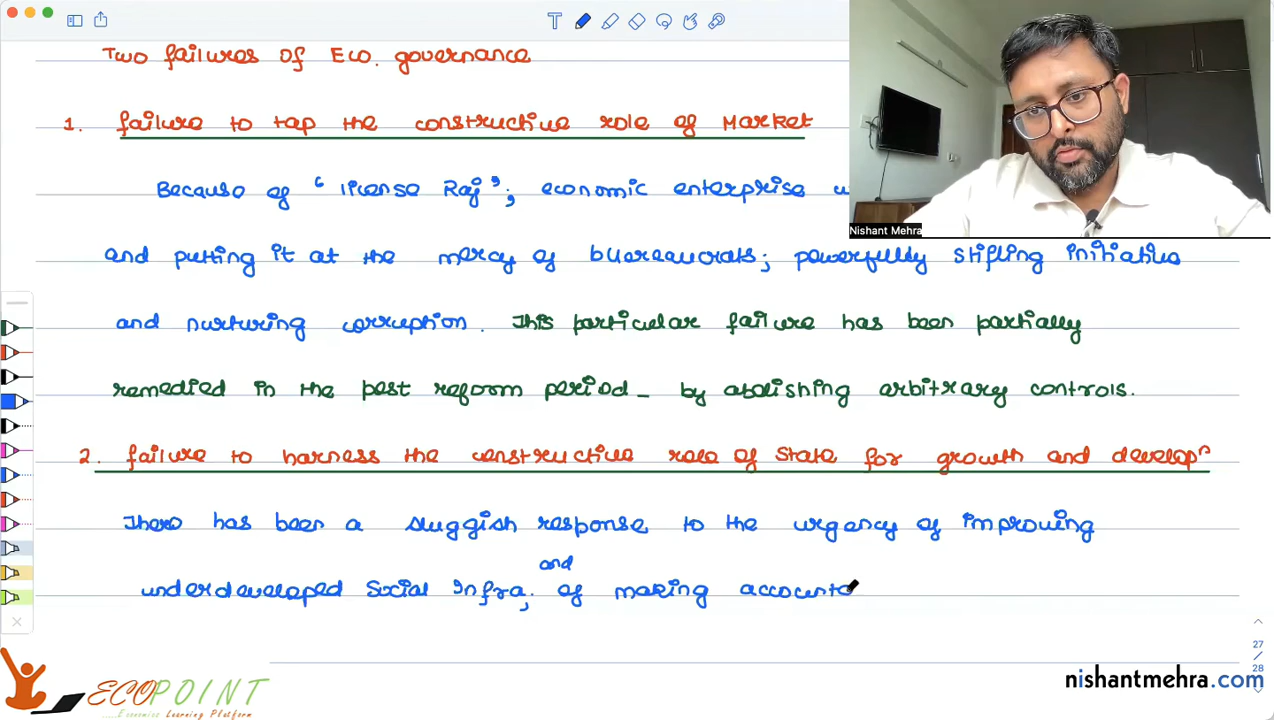 Two failures of Eco. governance
1. failure to tap the constructive role of Market
Because of ‘license Raj’; economic enterprise
and putting it at the mercy of bureaucrats; powerfully stifling initiative
and nurturing corruption. This particular failure has been partially
remedied in the post reform period – by abolishing arbitrary controls.
2. failure to harness the constructive role of State for growth and developⁿ
There has been a sluggish response to the urgency of improving
and
underdeveloped Social Infra, of making accounta
Nishant Mehra
27
/
28
ECOPOINT
.....Economics Learning Platform
nishantmehra.com